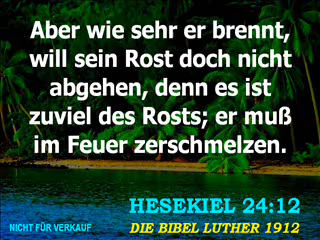 Aber wie sehr er brennt,
will sein Rost doch nicht
abgehen, denn es ist
zuviel des Rosts; er muß
im Feuer zerschmelzen.
HESEKIEL 24:12
NICHT FÜR VERKAUF
DIE BIBEL LUTHER 1912